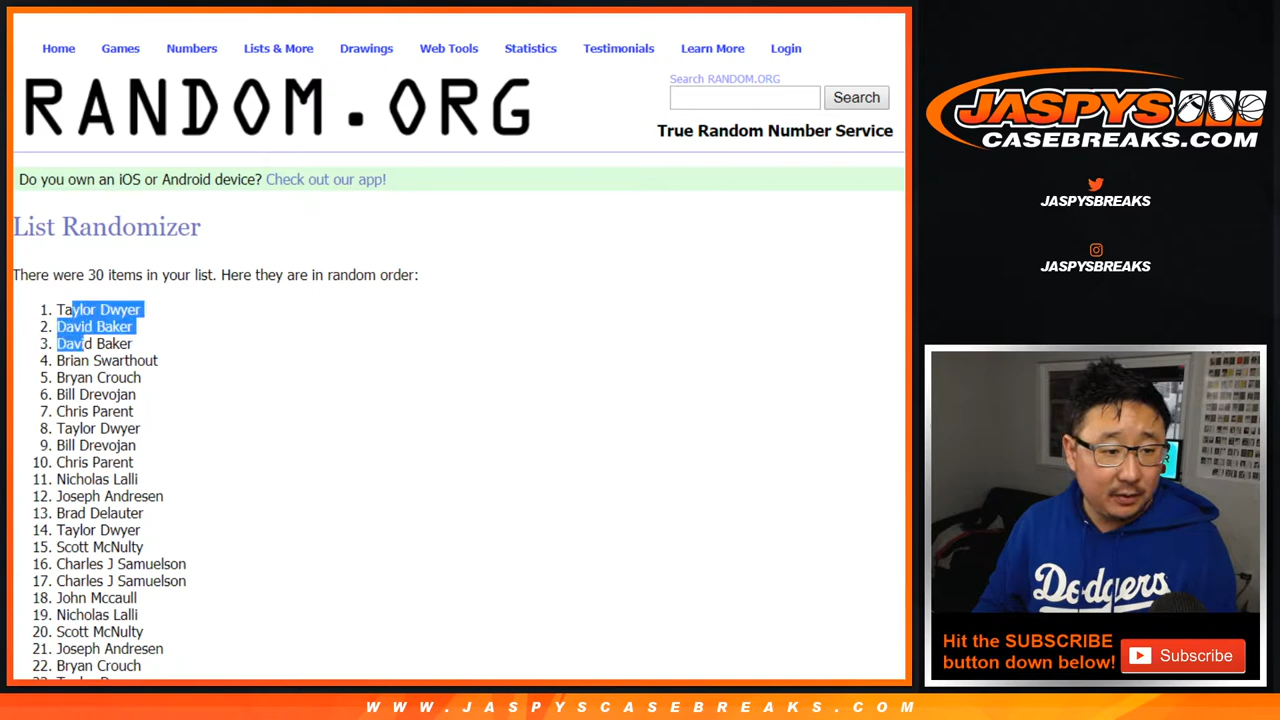 Home Games Numbers Lists & More Drawings Web Tools Statistics Testimonials Learn More Login
RANDOM.ORG
Search RANDOM.ORG
Search
True Random Number Service
Do you own an iOS or Android device? Check out our app!
List Randomizer
There were 30 items in your list. Here they are in random order:
1. Taylor Dwyer
2. David Baker
3. David Baker
4. Brian Swarthout
5. Bryan Crouch
6. Bill Drevojan
7. Chris Parent
8. Taylor Dwyer
9. Bill Drevojan
10. Chris Parent
11. Nicholas Lalli
12. Joseph Andresen
13. Brad Delauter
14. Taylor Dwyer
15. Scott McNulty
16. Charles J Samuelson
17. Charles J Samuelson
18. John Mccaull
19. Nicholas Lalli
20. Scott McNulty
21. Joseph Andresen
22. Bryan Crouch
JASPYS
CASEBREAKS.COM
JASPYSBREAKS
JASPYSBREAKS
Dodgers
Hit the SUBSCRIBE
button down below!
Subscribe
WWW.JASPYSCASEBREAKS.COM